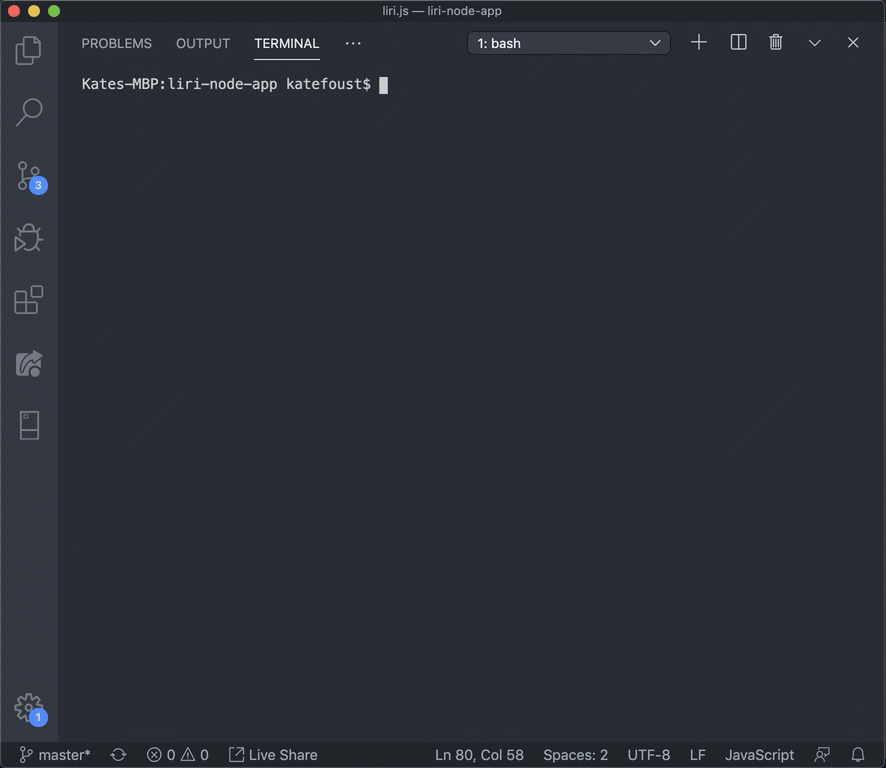 liri.js — liri-node-app
PROBLEMS OUTPUT TERMINAL ··· 1: bash
Kates-MBP:liri-node-app katefoust$
3
1
master* 0 0 Live Share Ln 80, Col 58 Spaces: 2 UTF-8 LF JavaScript